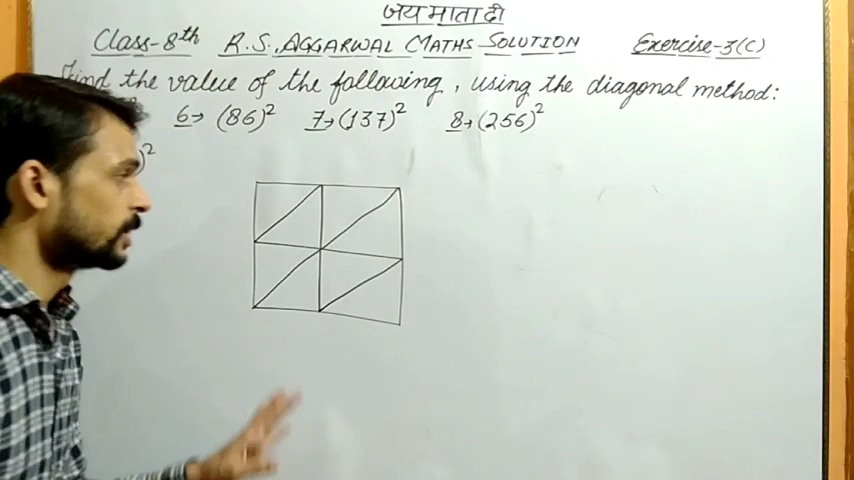 जय माता दी
Class-8th R.S. AGGARWAL MATHS SOLUTION Exercise-3(C)
Find the value of the following, using the diagonal method:
6→ (86)² 7→ (137)² 8→ (256)²
)²